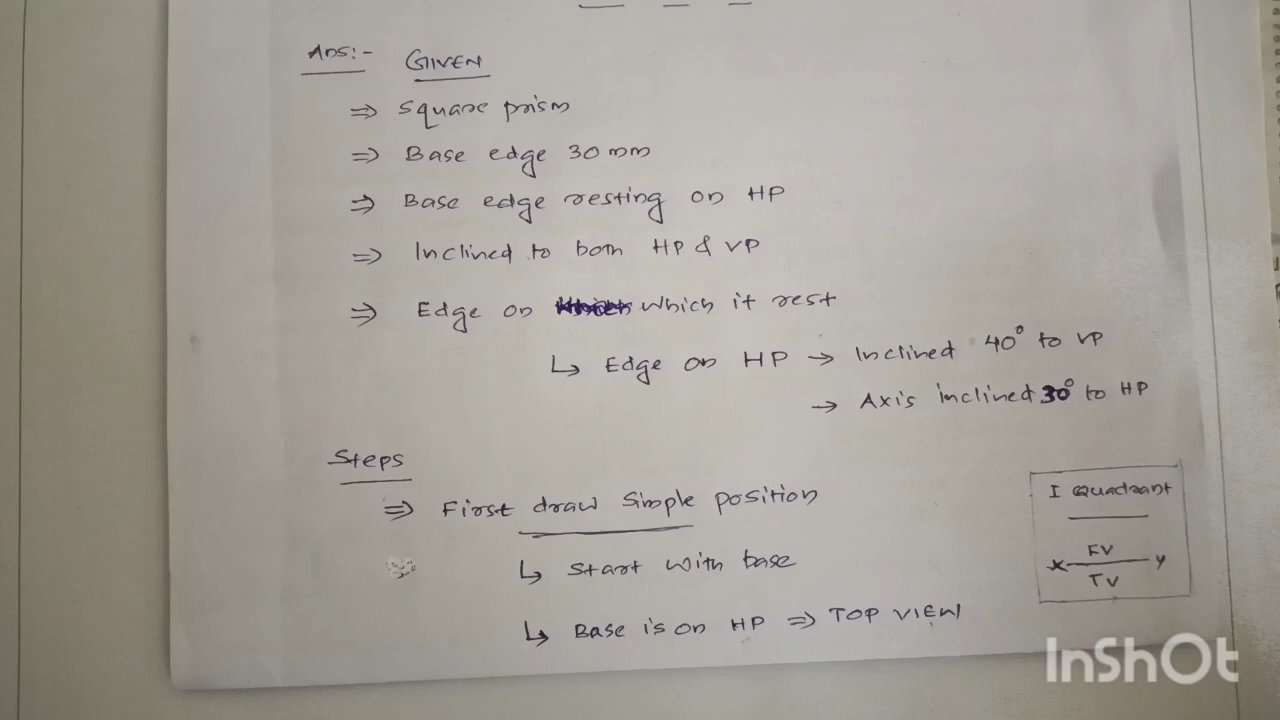 Ans:- GIVEN
⇒ Square prism
⇒ Base edge 30 mm
⇒ Base edge resting on HP
⇒ Inclined to both HP & VP
⇒ Edge on which it rest
↳ Edge on HP → Inclined 40° to VP
→ Axis inclined 30° to HP
Steps
⇒ First draw simple position
↳ Start with base
↳ Base is on HP ⇒ TOP VIEW
I Quadrant
FV
X Y
TV
InShOt